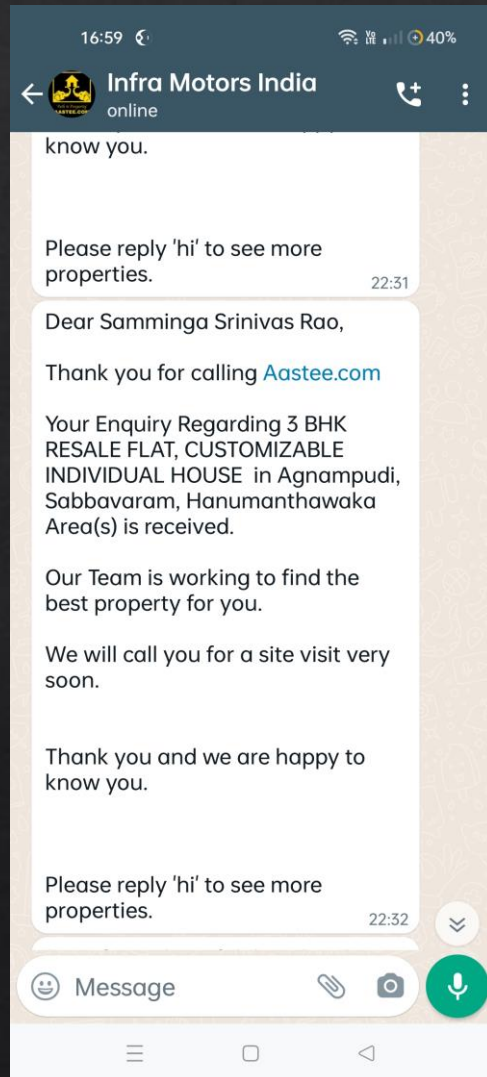 16:59
40%
Infra Motors India
online
know you.
Please reply 'hi' to see more
properties.
22:31
Dear Samminga Srinivas Rao,
Thank you for calling Aastee.com
Your Enquiry Regarding 3 BHK
RESALE FLAT, CUSTOMIZABLE
INDIVIDUAL HOUSE in Agnampudi,
Sabbavaram, Hanumanthawaka
Area(s) is received.
Our Team is working to find the
best property for you.
We will call you for a site visit very
soon.
Thank you and we are happy to
know you.
Please reply 'hi' to see more
properties.
22:32
Message